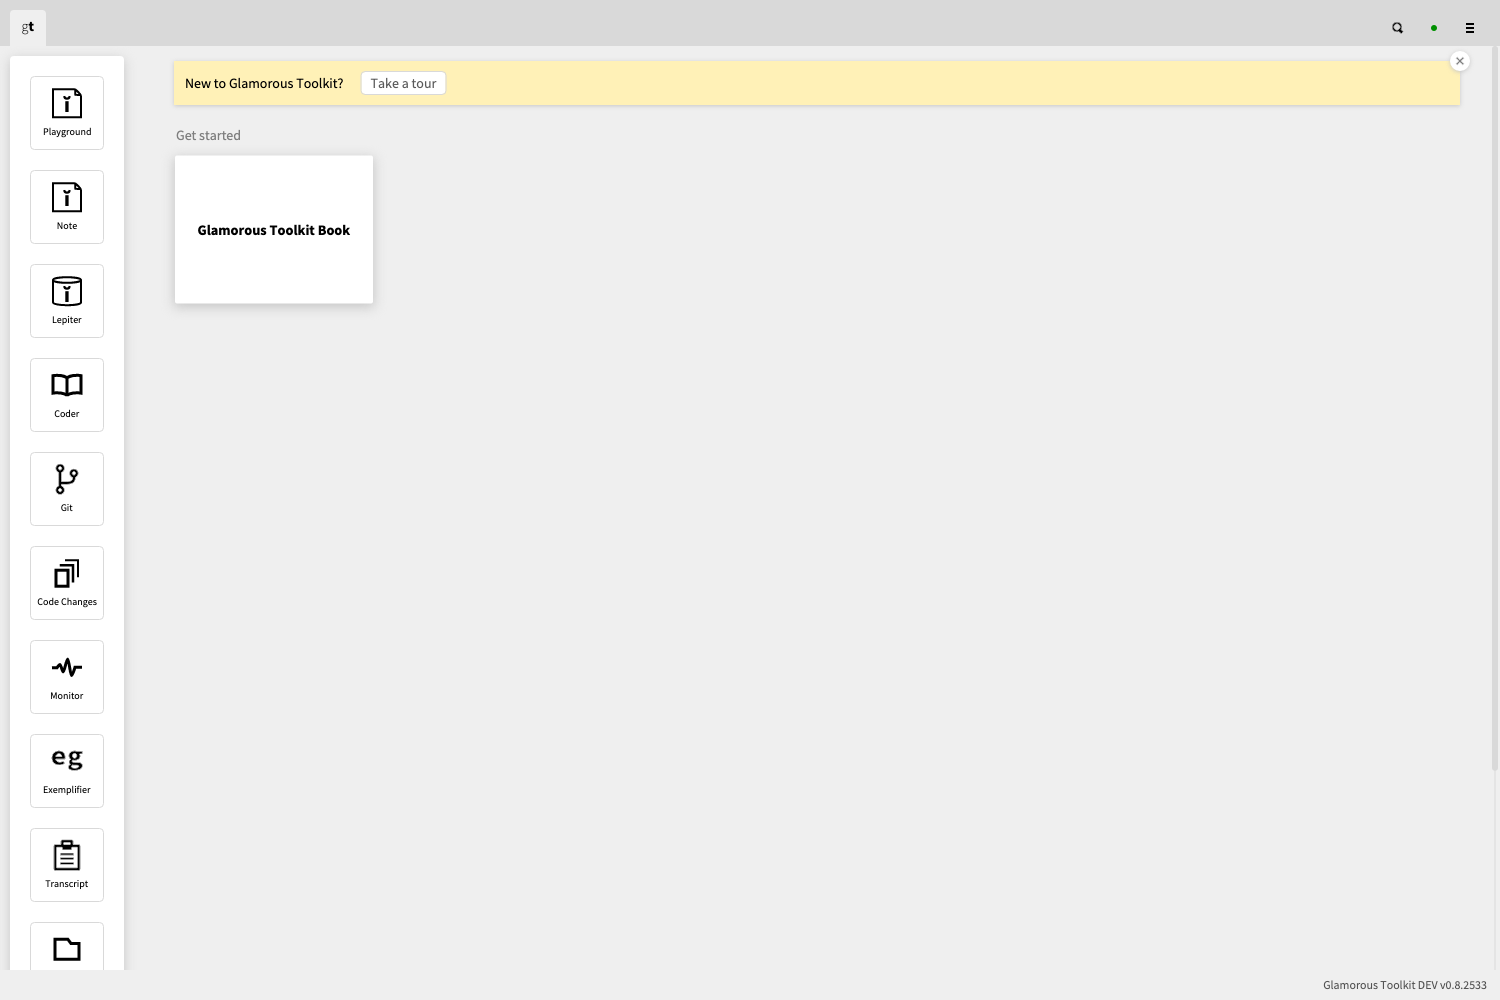 gt
New to Glamorous Toolkit? Take a tour
Get started
Glamorous Toolkit Book
Playground
Note
Lepiter
Coder
Git
Code Changes
Monitor
eg
Exemplifier
Transcript
Glamorous Toolkit DEV v0.8.2533